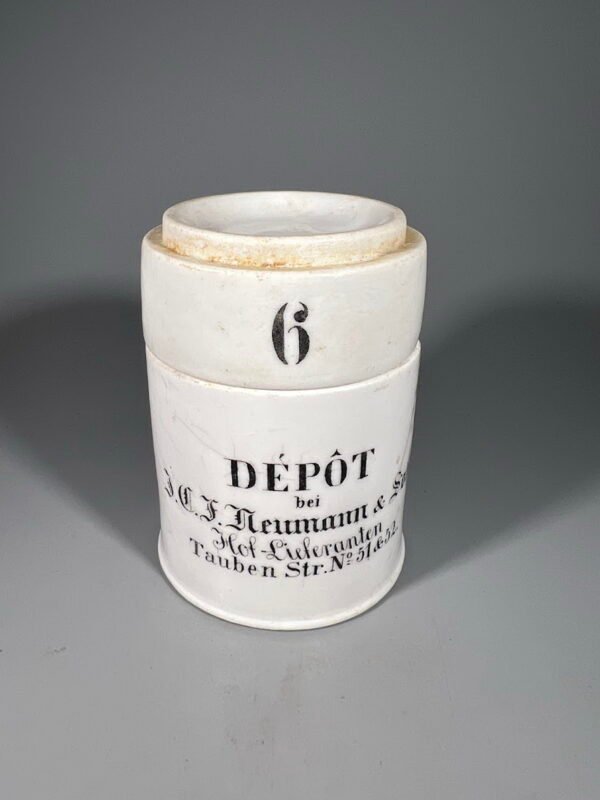 6
DÉPÔT
bei
J.C.F. Neumann &
Hof-Lieferanten
Tauben Str. Nº 51 & 52.